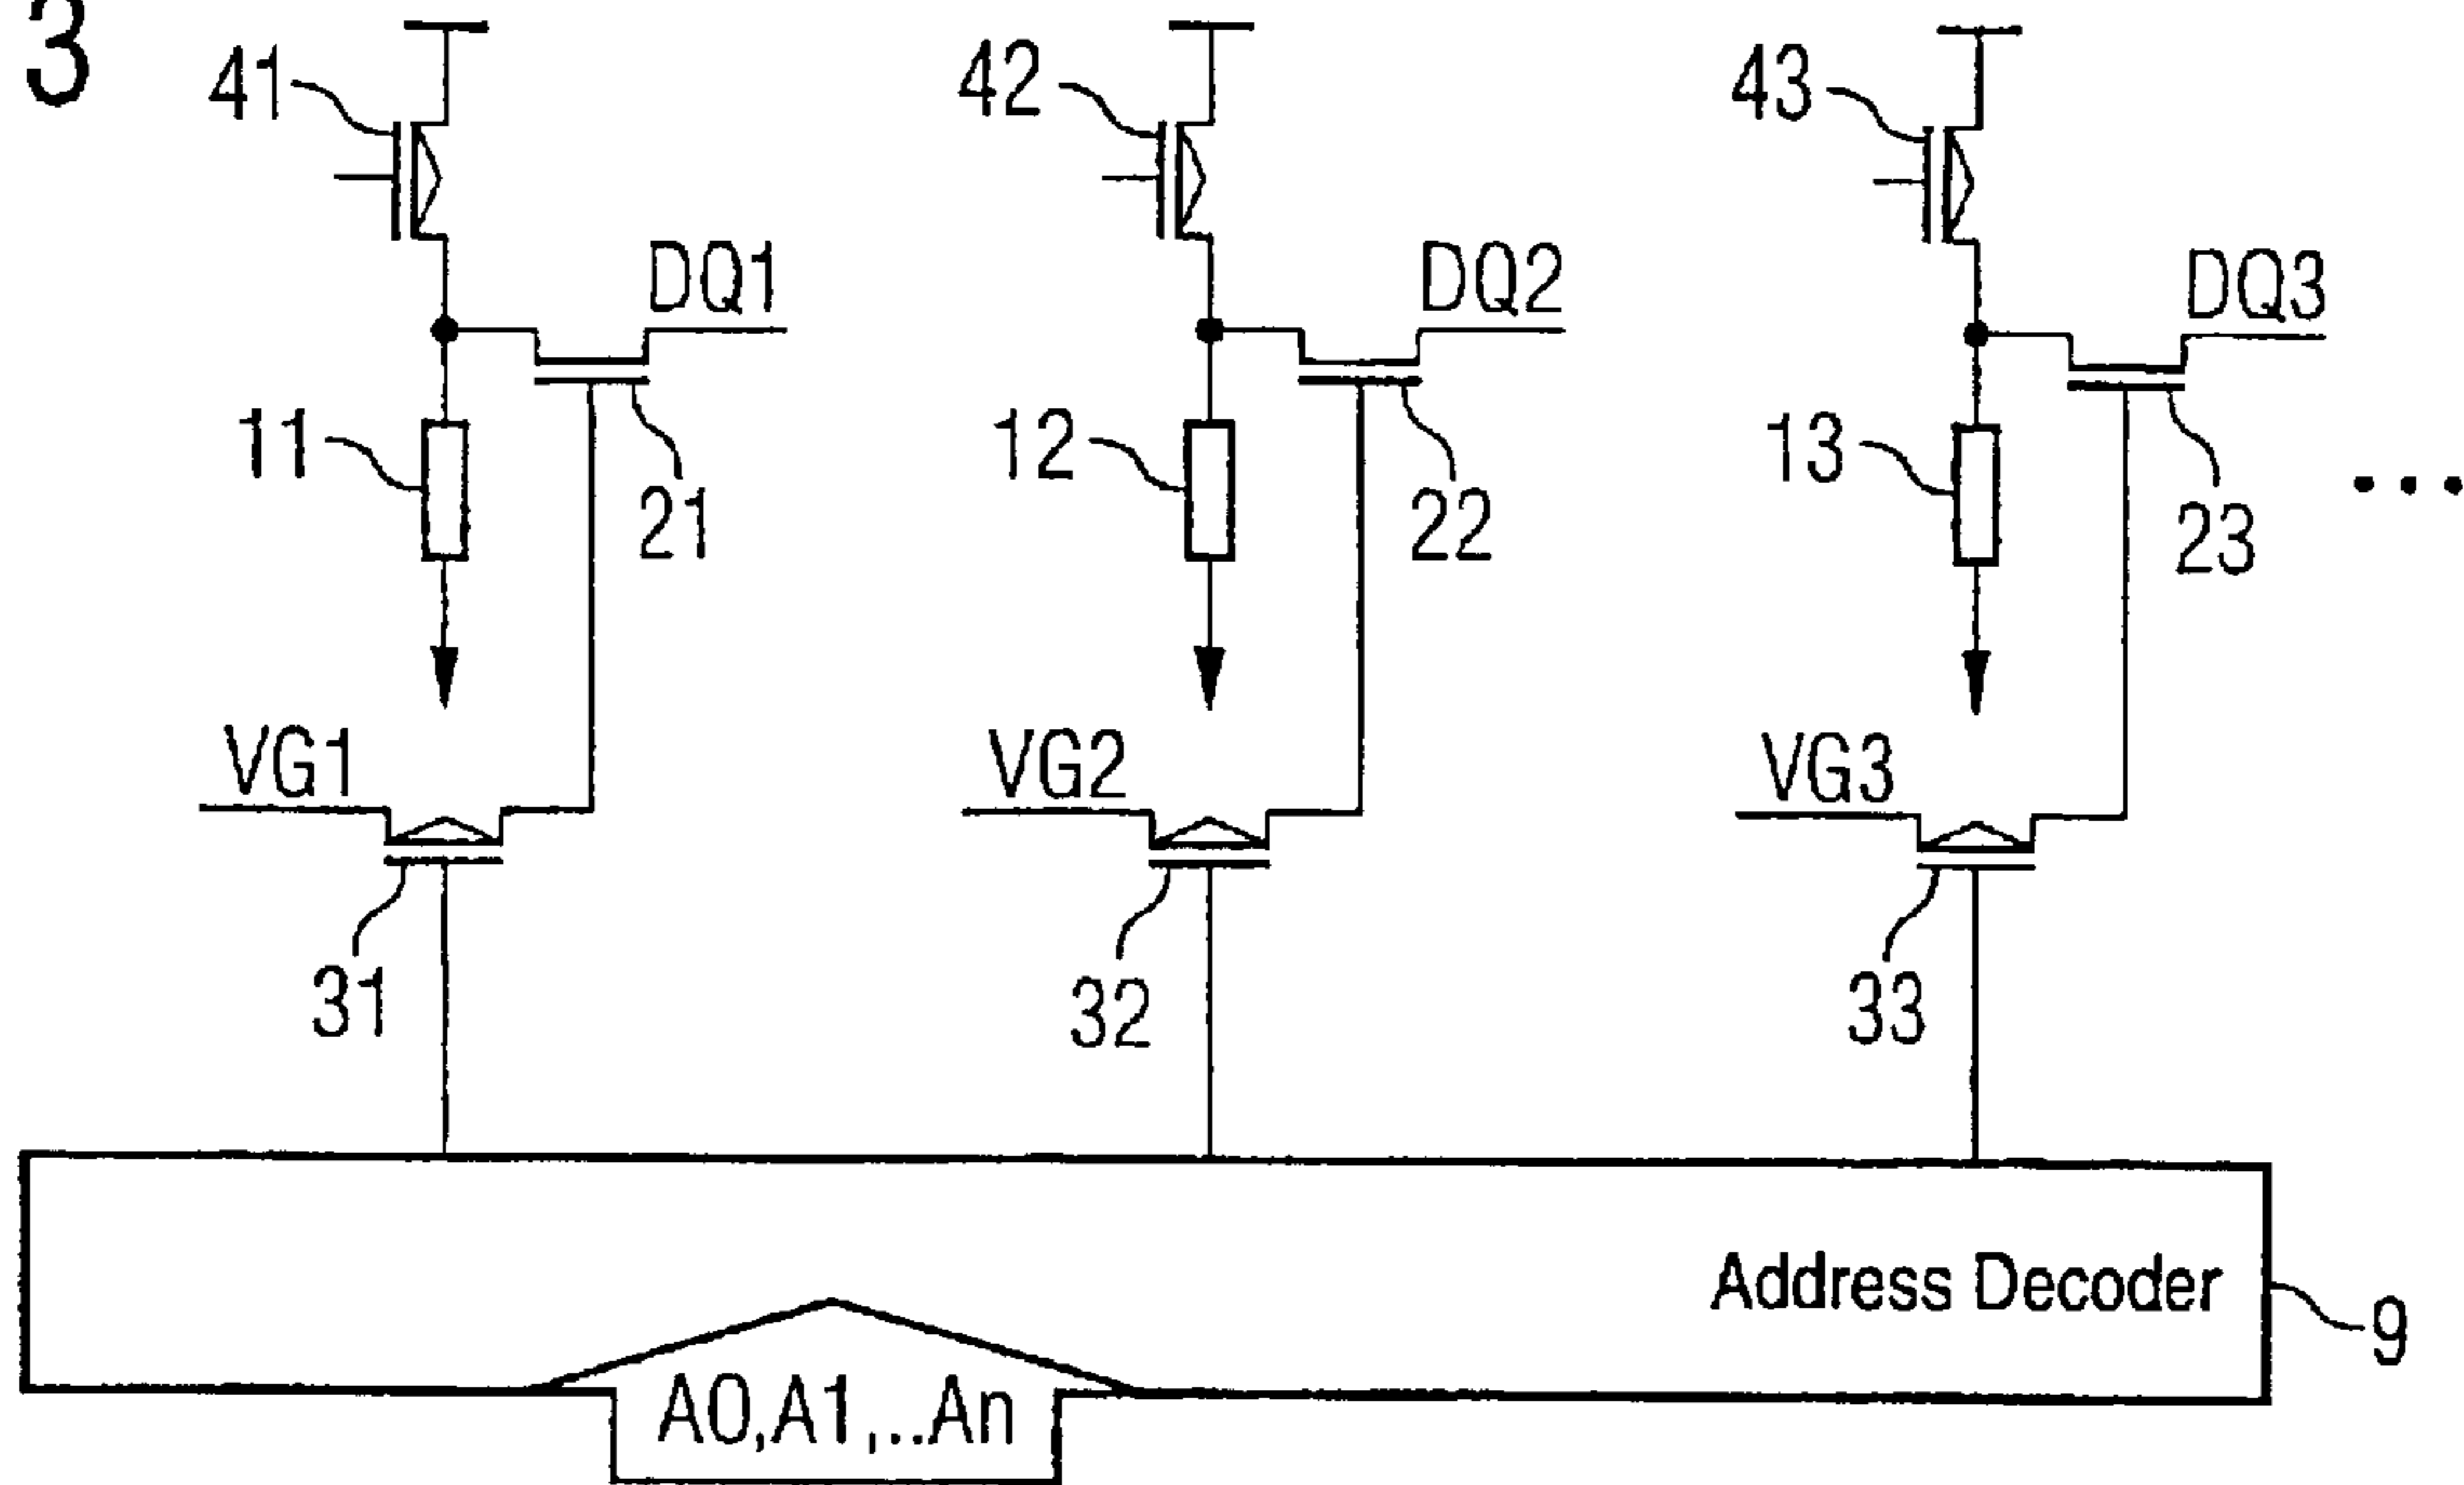 3
41
42
43
DQ1
DQ2
DQ3
11
12
13
21
22
23
...
VG1
VG2
VG3
31
32
33
Address Decoder
9
A0,A1,..An